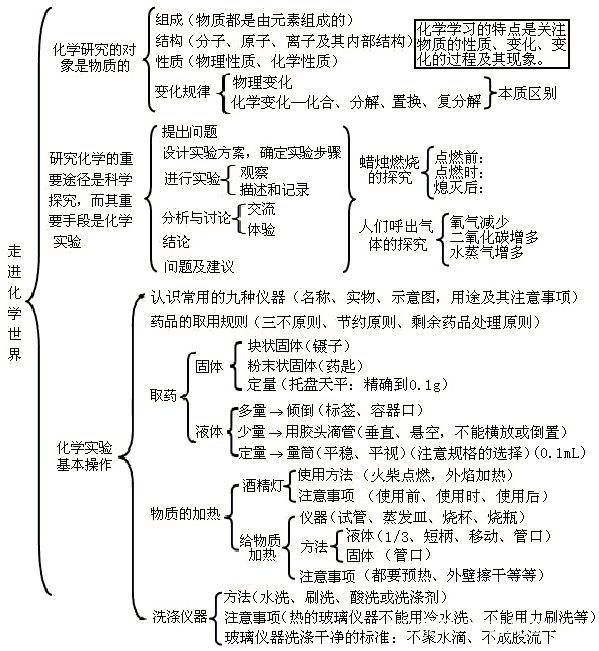 走进化学世界
化学研究的对
象是物质的
组成(物质都是由元素组成的)
结构(分子、原子、离子及其内部结构)
性质(物理性质、化学性质)
变化规律
物理变化
化学变化—化合、分解、置换、复分解
本质区别
化学学习的特点是关注
物质的性质、变化、变
化的过程及其现象。
研究化学的重
要途径是科学
探究,而其重
要手段是化学
实验
提出问题
设计实验方案,确定实验步骤
进行实验
观察
描述和记录
分析与讨论
交流
体验
结论
问题及建议
蜡烛燃烧
的探究
点燃前:
点燃时:
熄灭后:
人们呼出气
体的探究
氧气减少
二氧化碳增多
水蒸气增多
化学实验
基本操作
认识常用的九种仪器(名称、实物、示意图,用途及其注意事项)
药品的取用规则(三不原则、节约原则、剩余药品处理原则)
取药
固体
块状固体(镊子)
粉末状固体(药匙)
定量(托盘天平:精确到0.1g)
液体
多量→倾倒(标签、容器口)
少量→用胶头滴管(垂直、悬空,不能横放或倒置)
定量→量筒(平稳、平视)(注意规格的选择)(0.1mL)
物质的加热
酒精灯
使用方法(火柴点燃,外焰加热)
注意事项(使用前、使用时、使用后)
给物质
加热
仪器(试管、蒸发皿、烧杯、烧瓶)
方法
液体(1/3、短柄、移动、管口)
固体(管口)
注意事项(都要预热、外壁擦干等等)
洗涤仪器
方法(水洗、刷洗、酸洗或洗涤剂)
注意事项(热的玻璃仪器不能用冷水洗、不能用力刷洗等)
玻璃仪器洗涤干净的标准:不聚水滴、不成股流下